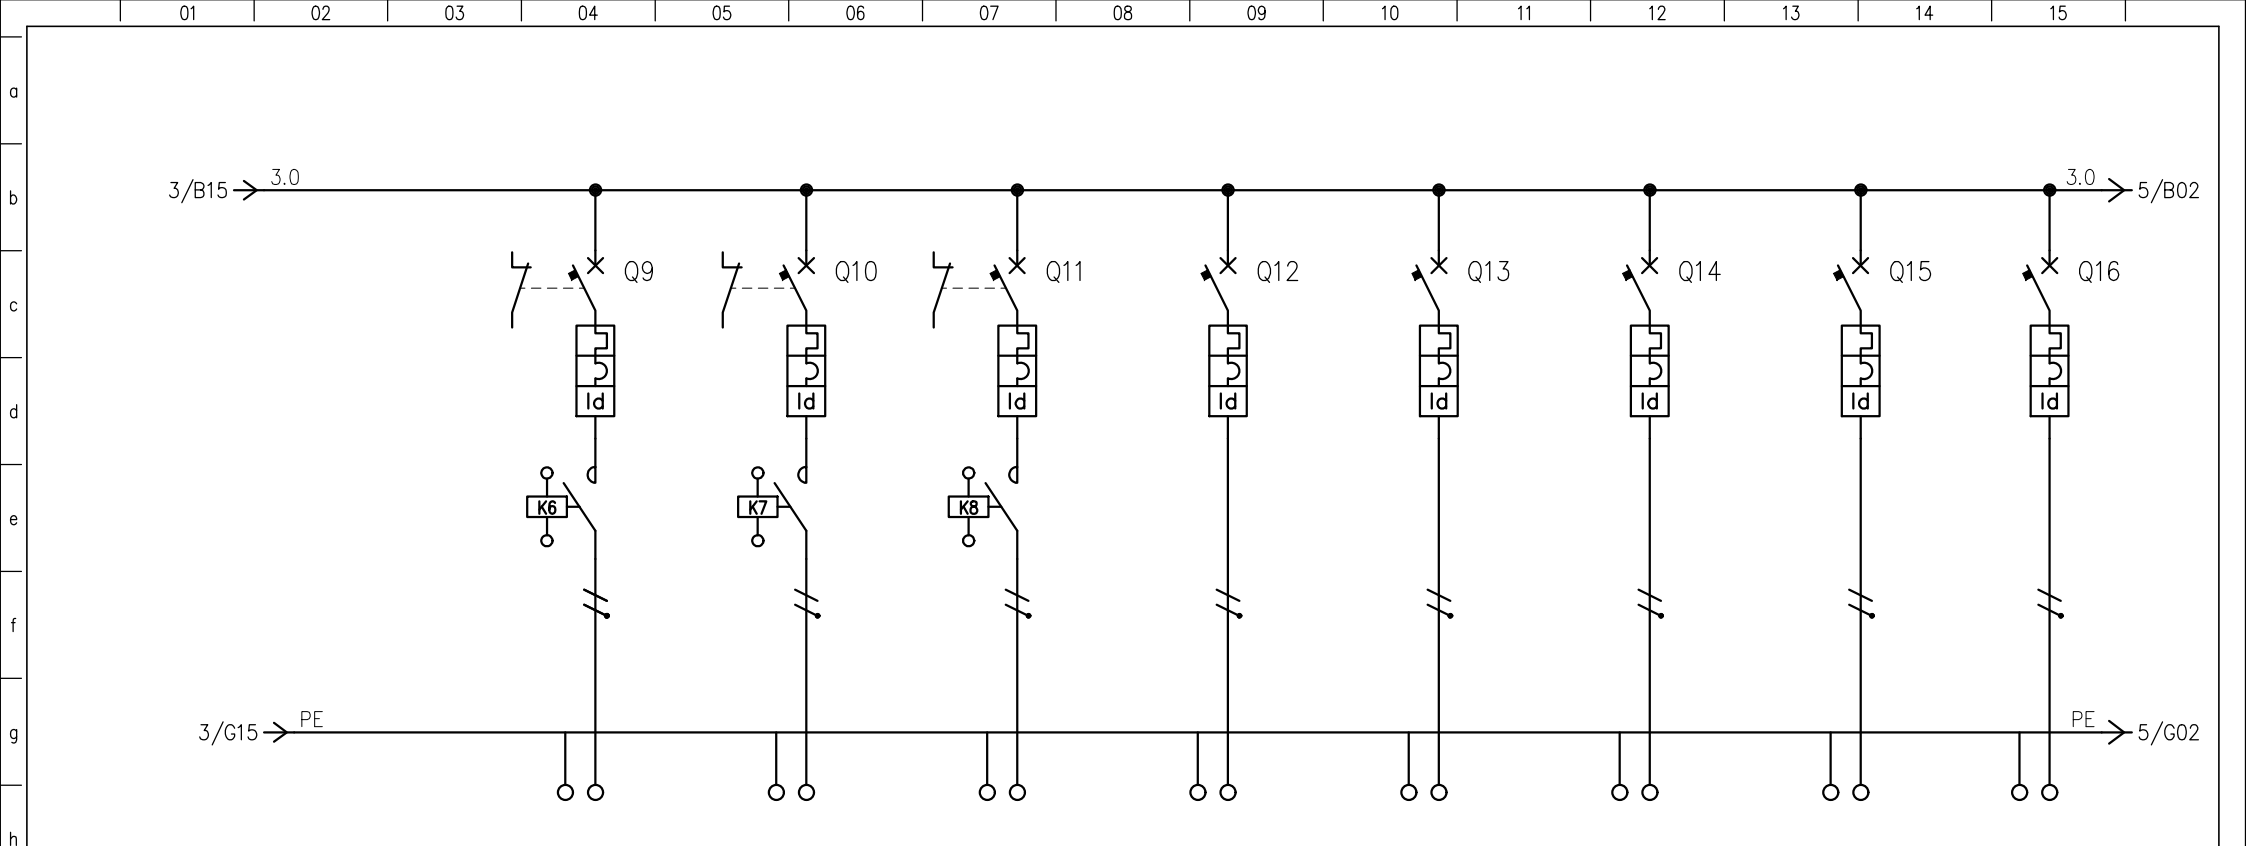 01 02 03 04 05 06 07 08 09 10 11 12 13 14 15
a
b
3/B15 3.0 3.0 5/B02
c
Q9 Q10 Q11 Q12 Q13 Q14 Q15 Q16
d
Id Id Id Id Id Id Id Id
e
K6 K7 K8
f
g
3/G15 PE PE 5/G02
h